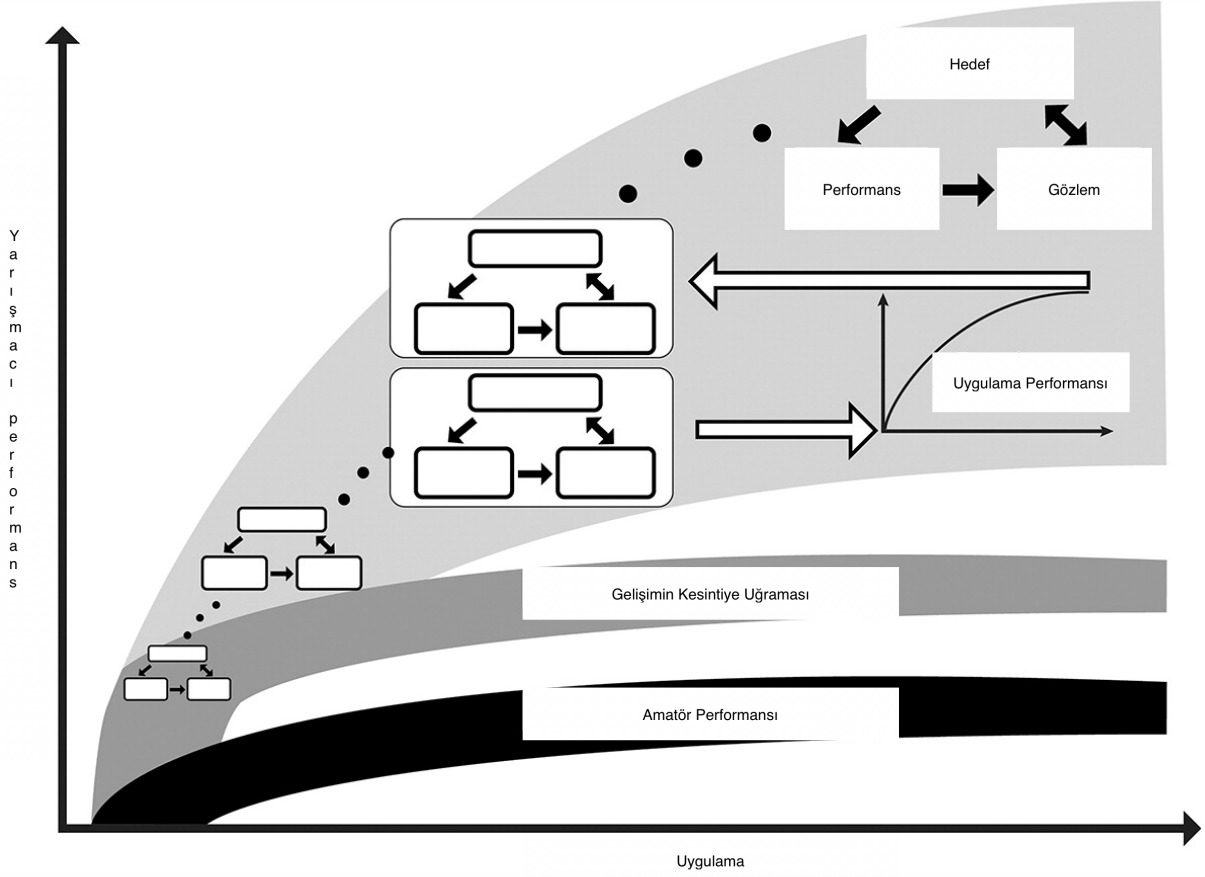 Hedef
Performans
Gözlem
Uygulama Performansı
Yarışmacı performans
Gelişimin Kesintiye Uğraması
Amatör Performansı
Uygulama